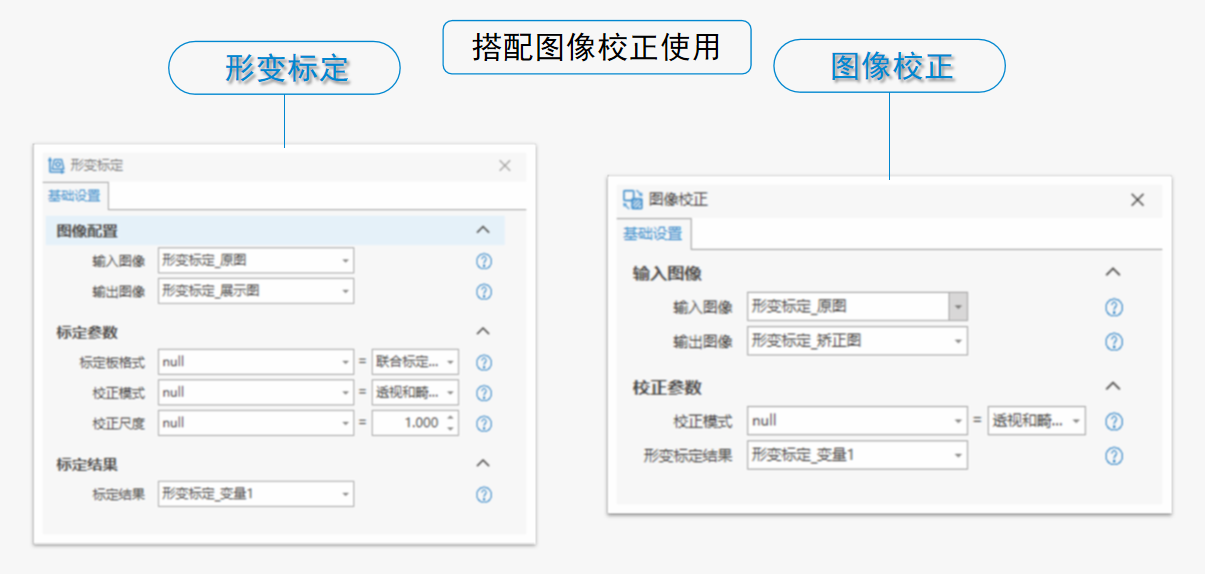 搭配图像校正使用
形变标定
图像校正
形变标定
基础设置
图像配置
输入图像 形变标定_原图
输出图像 形变标定_展示图
标定参数
标定板格式 null = 联合标定...
校正模式 null = 透视和畸...
校正尺度 null = 1.000
标定结果
标定结果 形变标定_变量1
图像校正
基础设置
输入图像
输入图像 形变标定_原图
输出图像 形变标定_矫正图
校正参数
校正模式 null = 透视和畸...
形变标定结果 形变标定_变量1